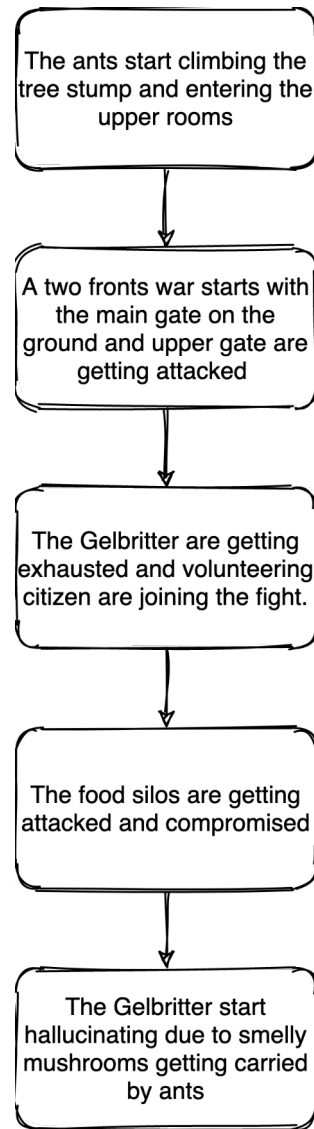 The ants start climbing the
tree stump and entering the
upper rooms
A two fronts war starts with
the main gate on the
ground and upper gate are
getting attacked
The Gelbritter are getting
exhausted and volunteering
citizen are joining the fight.
The food silos are getting
attacked and compromised
The Gelbritter start
hallucinating due to smelly
mushrooms getting carried
by ants